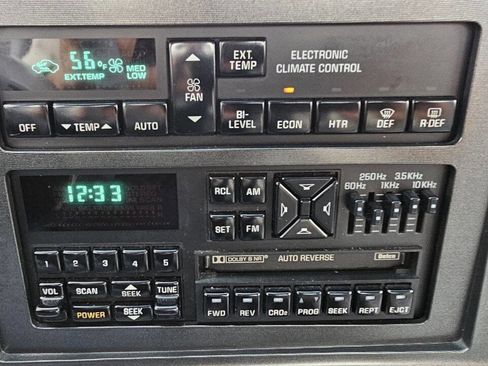 56°F MED
EXT.TEMP LOW
EXT. TEMP
ELECTRONIC
CLIMATE CONTROL
FAN
OFF TEMP AUTO BI-LEVEL ECON HTR DEF R-DEF
12:33
RCL AM
SET FM
250Hz 3.5KHz
60Hz 1KHz 10KHz
1 2 3 4 5
DOLBY B NR AUTO REVERSE Delco
VOL SCAN SEEK TUNE
POWER SEEK
FWD REV CRO2 PROG SEEK REPT EJCT